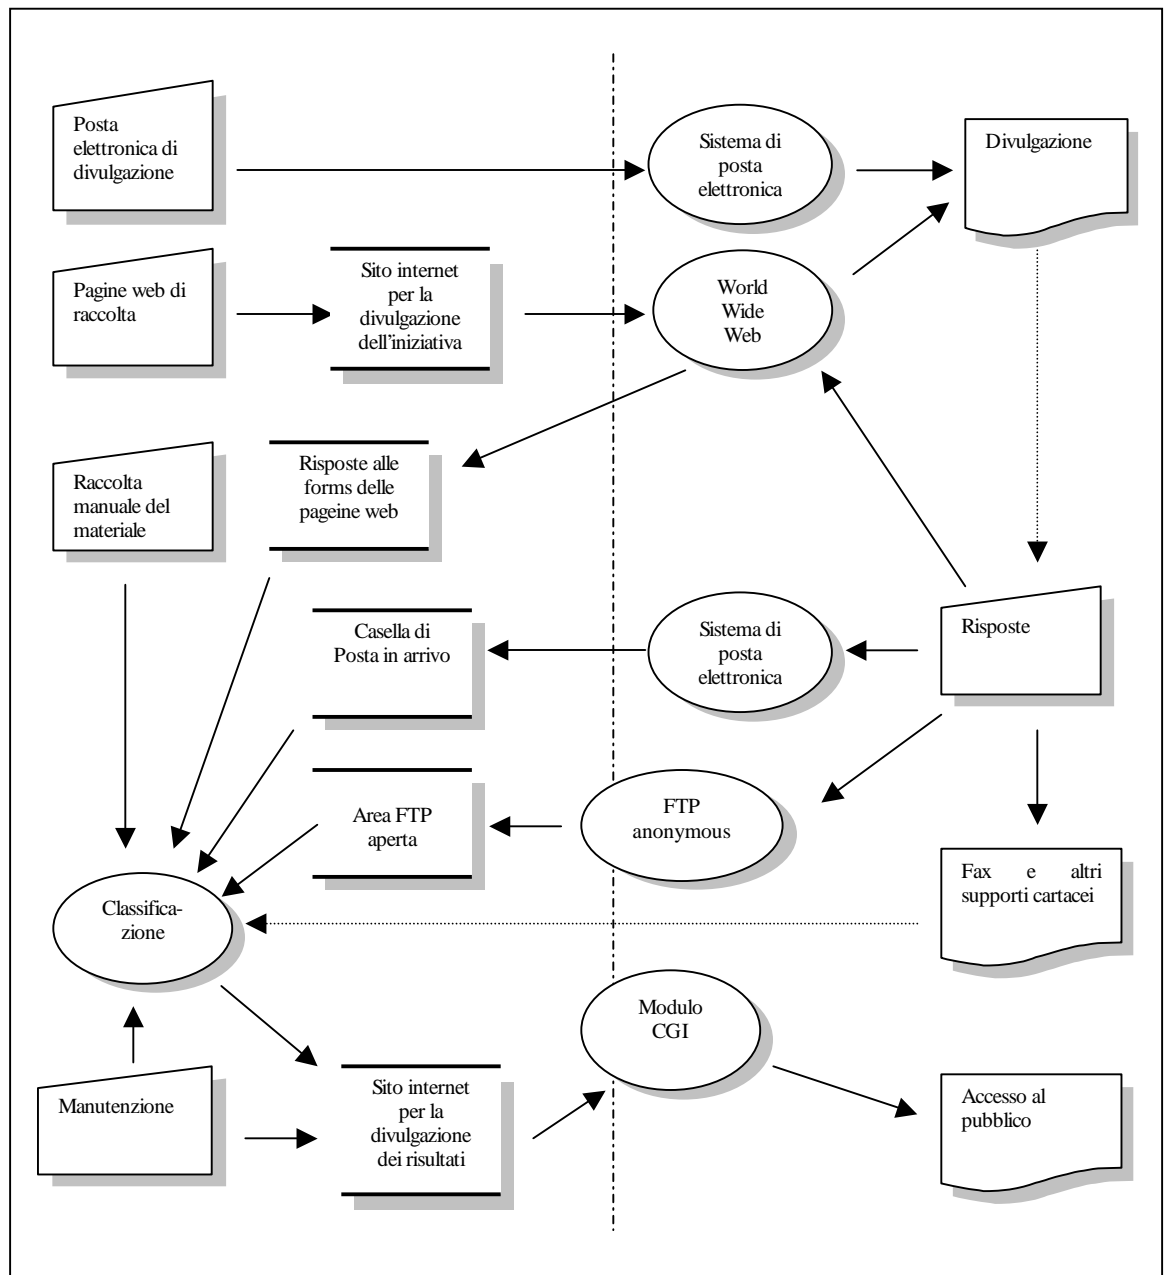 Posta
elettronica di
divulgazione
Sistema di
posta
elettronica
Divulgazione
Pagine web di
raccolta
Sito internet
per la
divulgazione
dell'iniziativa
World
Wide
Web
Raccolta
manuale del
materiale
Risposte alle
forms delle
pageine web
Casella di
Posta in arrivo
Sistema di
posta
elettronica
Risposte
Area FTP
aperta
FTP
anonymous
Fax e altri
supporti cartacei
Classifica-
zione
Modulo
CGI
Manutenzione
Sito internet
per la
divulgazione
dei risultati
Accesso al
pubblico